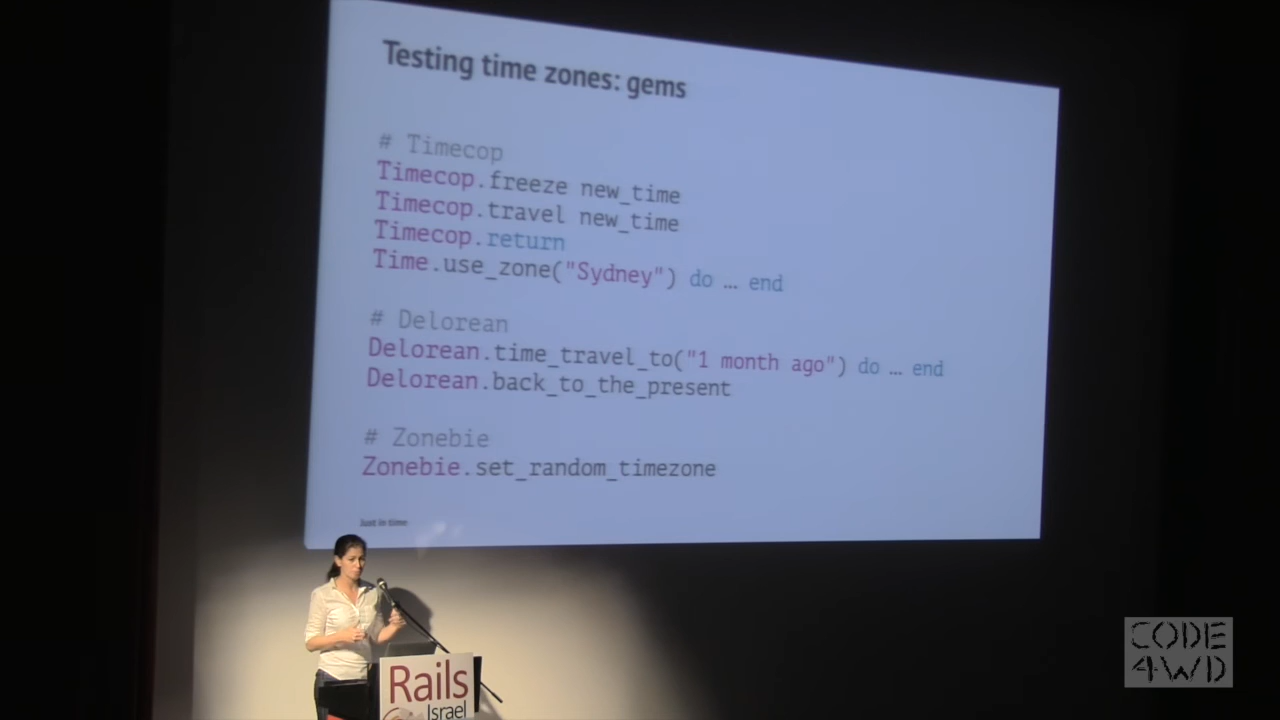 Testing time zones: gems
# Timecop
Timecop.freeze new_time
Timecop.travel new_time
Timecop.return
Time.use_zone("Sydney") do … end
# Delorean
Delorean.time_travel_to("1 month ago") do … end
Delorean.back_to_the_present
# Zonebie
Zonebie.set_random_timezone
Just in time
Rails
Israel
CODE
4WD